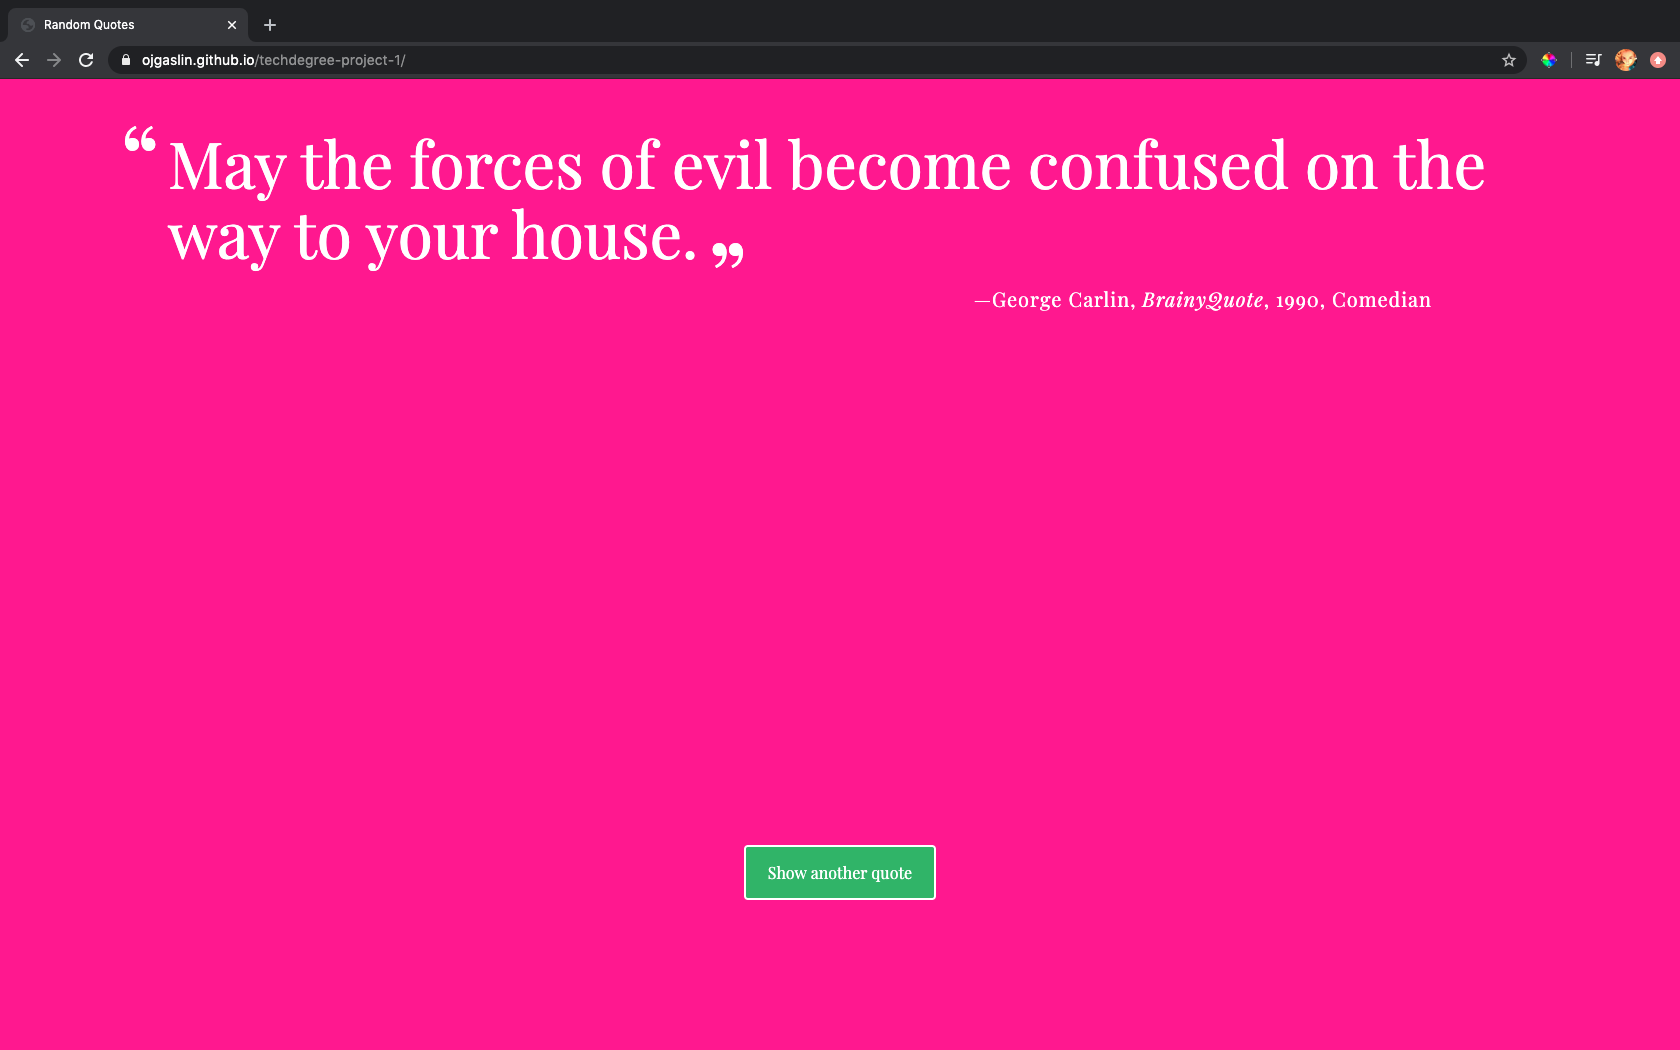 Random Quotes
ojgaslin.github.io/techdegree-project-1/
“ May the forces of evil become confused on the
way to your house. ”
—George Carlin, BrainyQuote, 1990, Comedian
Show another quote